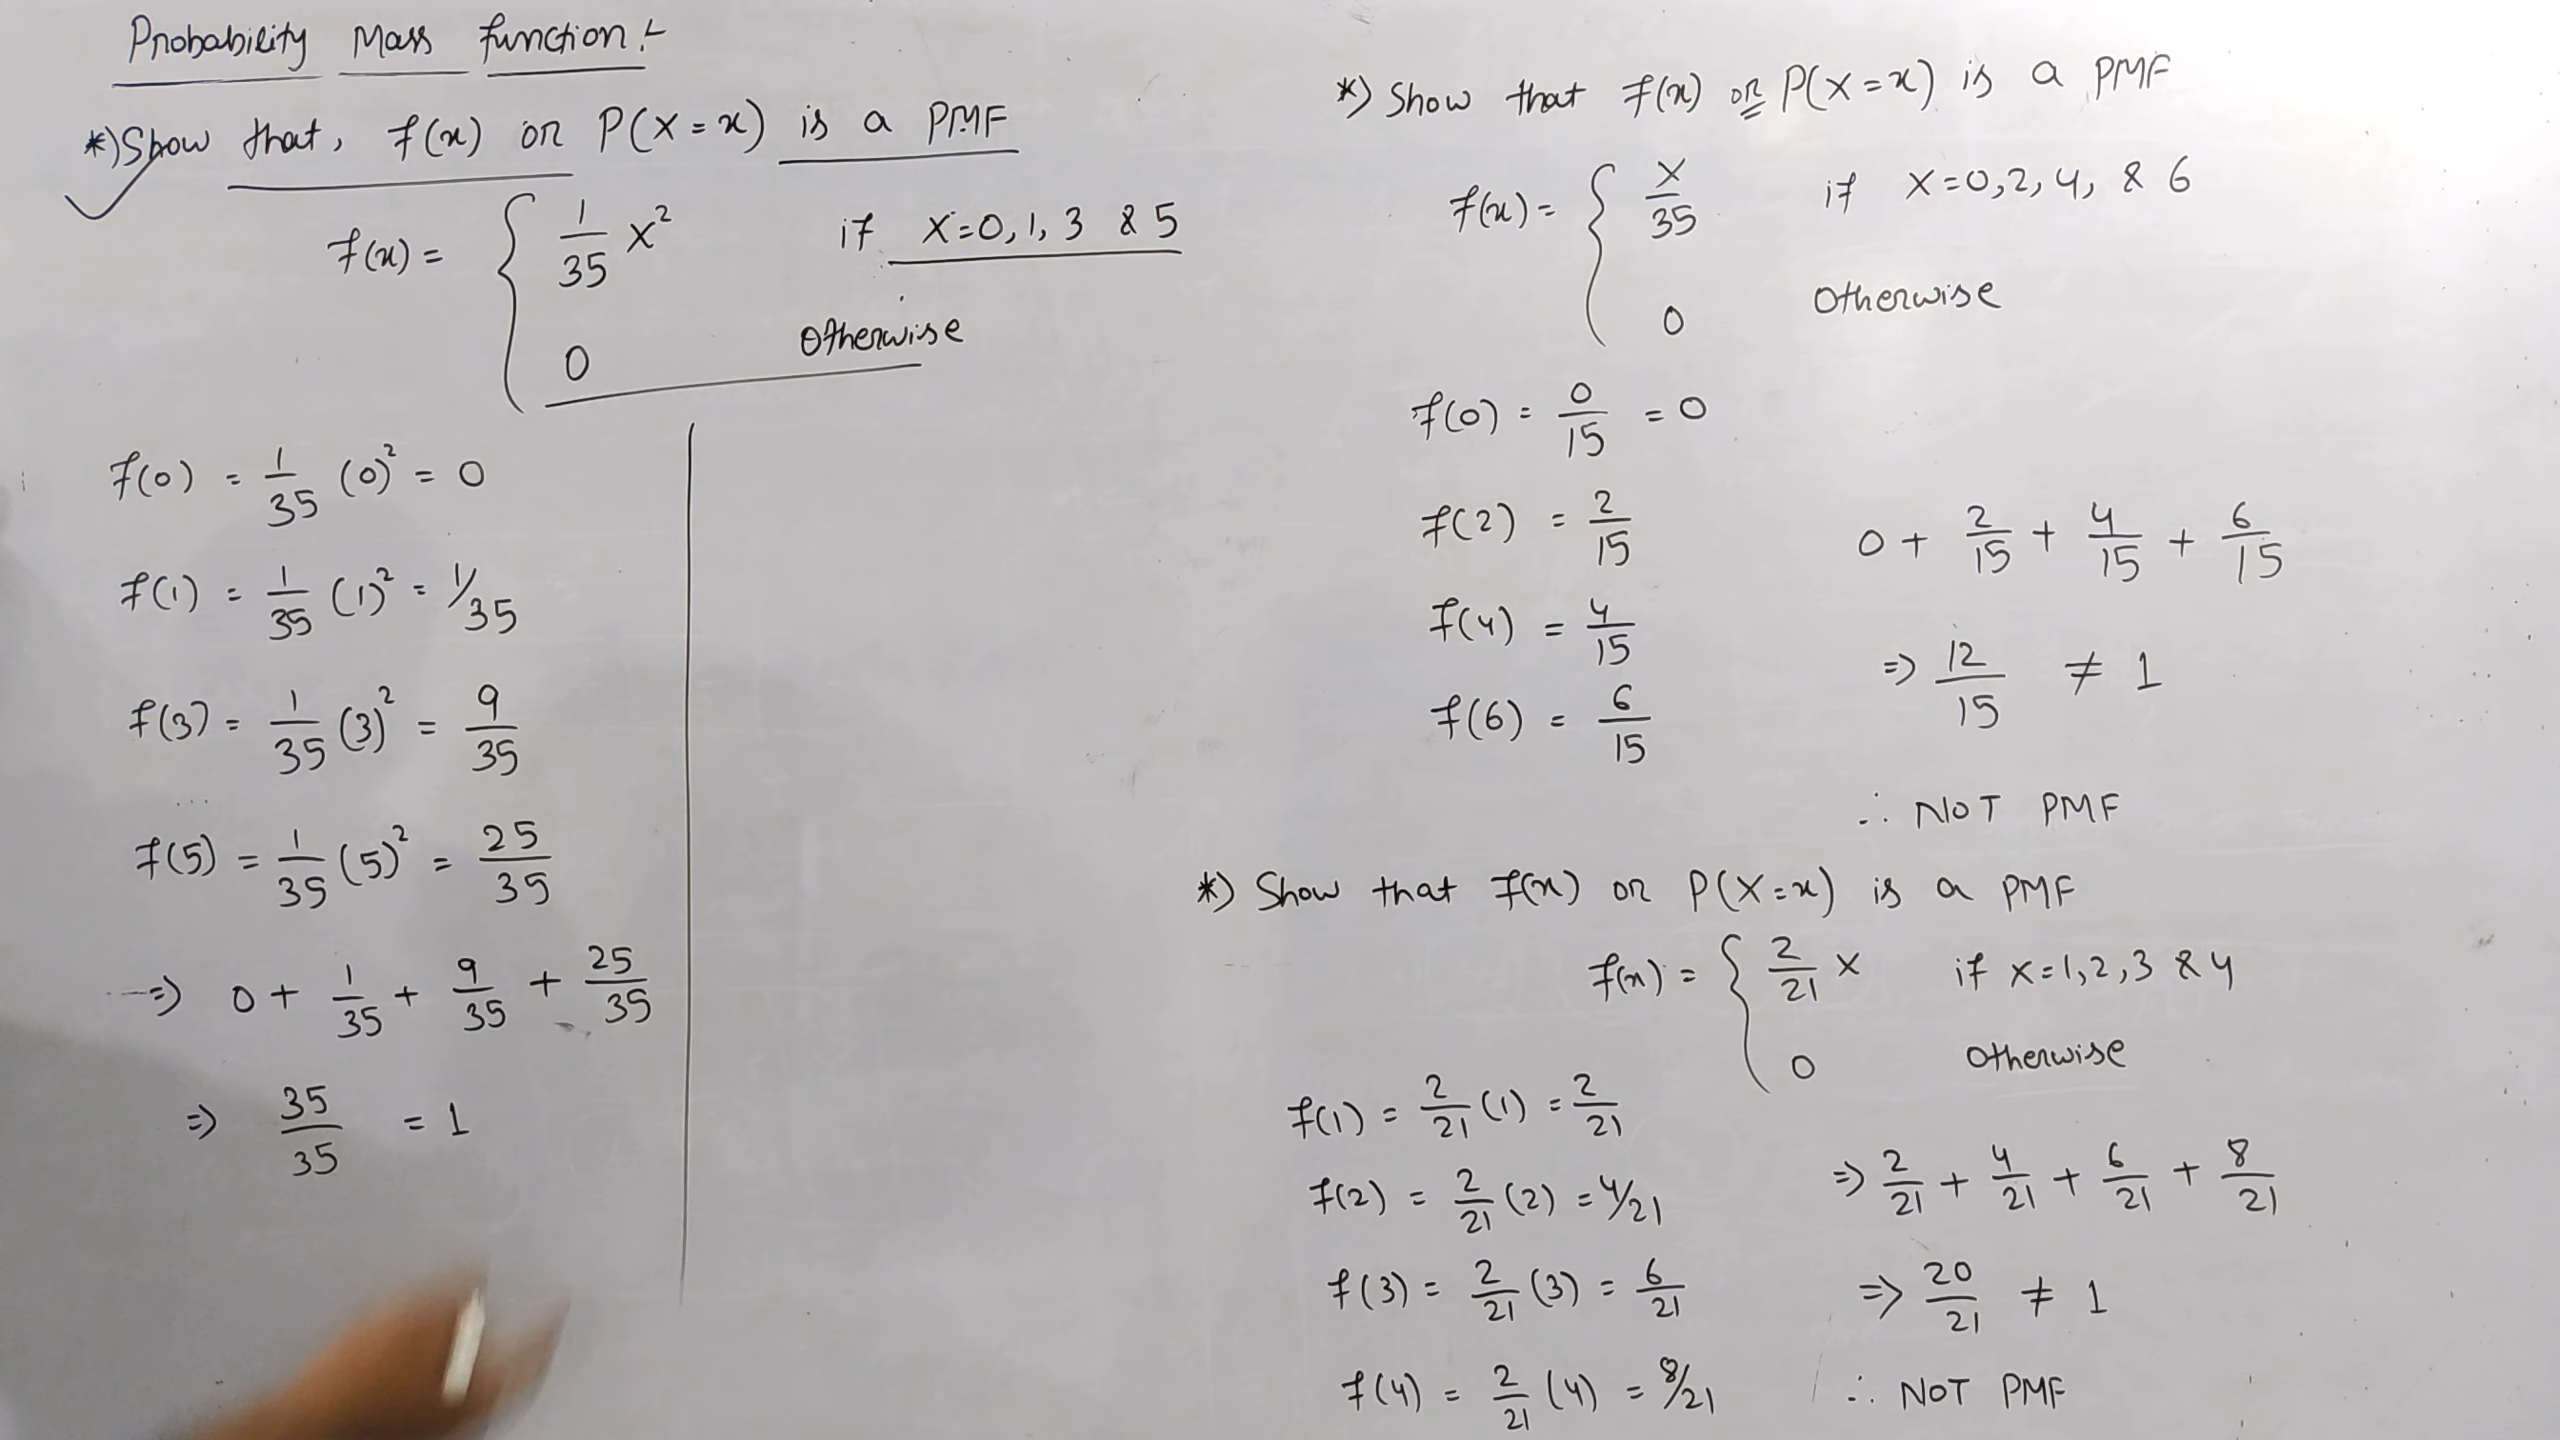 Probability Mass function:-
*) Show that, f(x) or P(X=x) is a PMF
f(x) = { 1/35 x² if x=0, 1, 3 & 5
0 Otherwise
f(0) = 1/35 (0)² = 0
f(1) = 1/35 (1)² = 1/35
f(3) = 1/35 (3)² = 9/35
f(5) = 1/35 (5)² = 25/35
=> 0 + 1/35 + 9/35 + 25/35
=> 35/35 = 1
*) Show that f(x) or P(X=x) is a PMF
f(x) = { x/35 if x=0, 2, 4, & 6
0 Otherwise
f(0) = 0/15 = 0
f(2) = 2/15
f(4) = 4/15
f(6) = 6/15
0 + 2/15 + 4/15 + 6/15
=> 12/15 ≠ 1
∴ NOT PMF
*) Show that f(x) or P(X=x) is a PMF
f(x) = { 2/21 x if x=1, 2, 3 & 4
0 Otherwise
f(1) = 2/21 (1) = 2/21
f(2) = 2/21 (2) = 4/21
f(3) = 2/21 (3) = 6/21
f(4) = 2/21 (4) = 8/21
=> 2/21 + 4/21 + 6/21 + 8/21
=> 20/21 ≠ 1
∴ NOT PMF